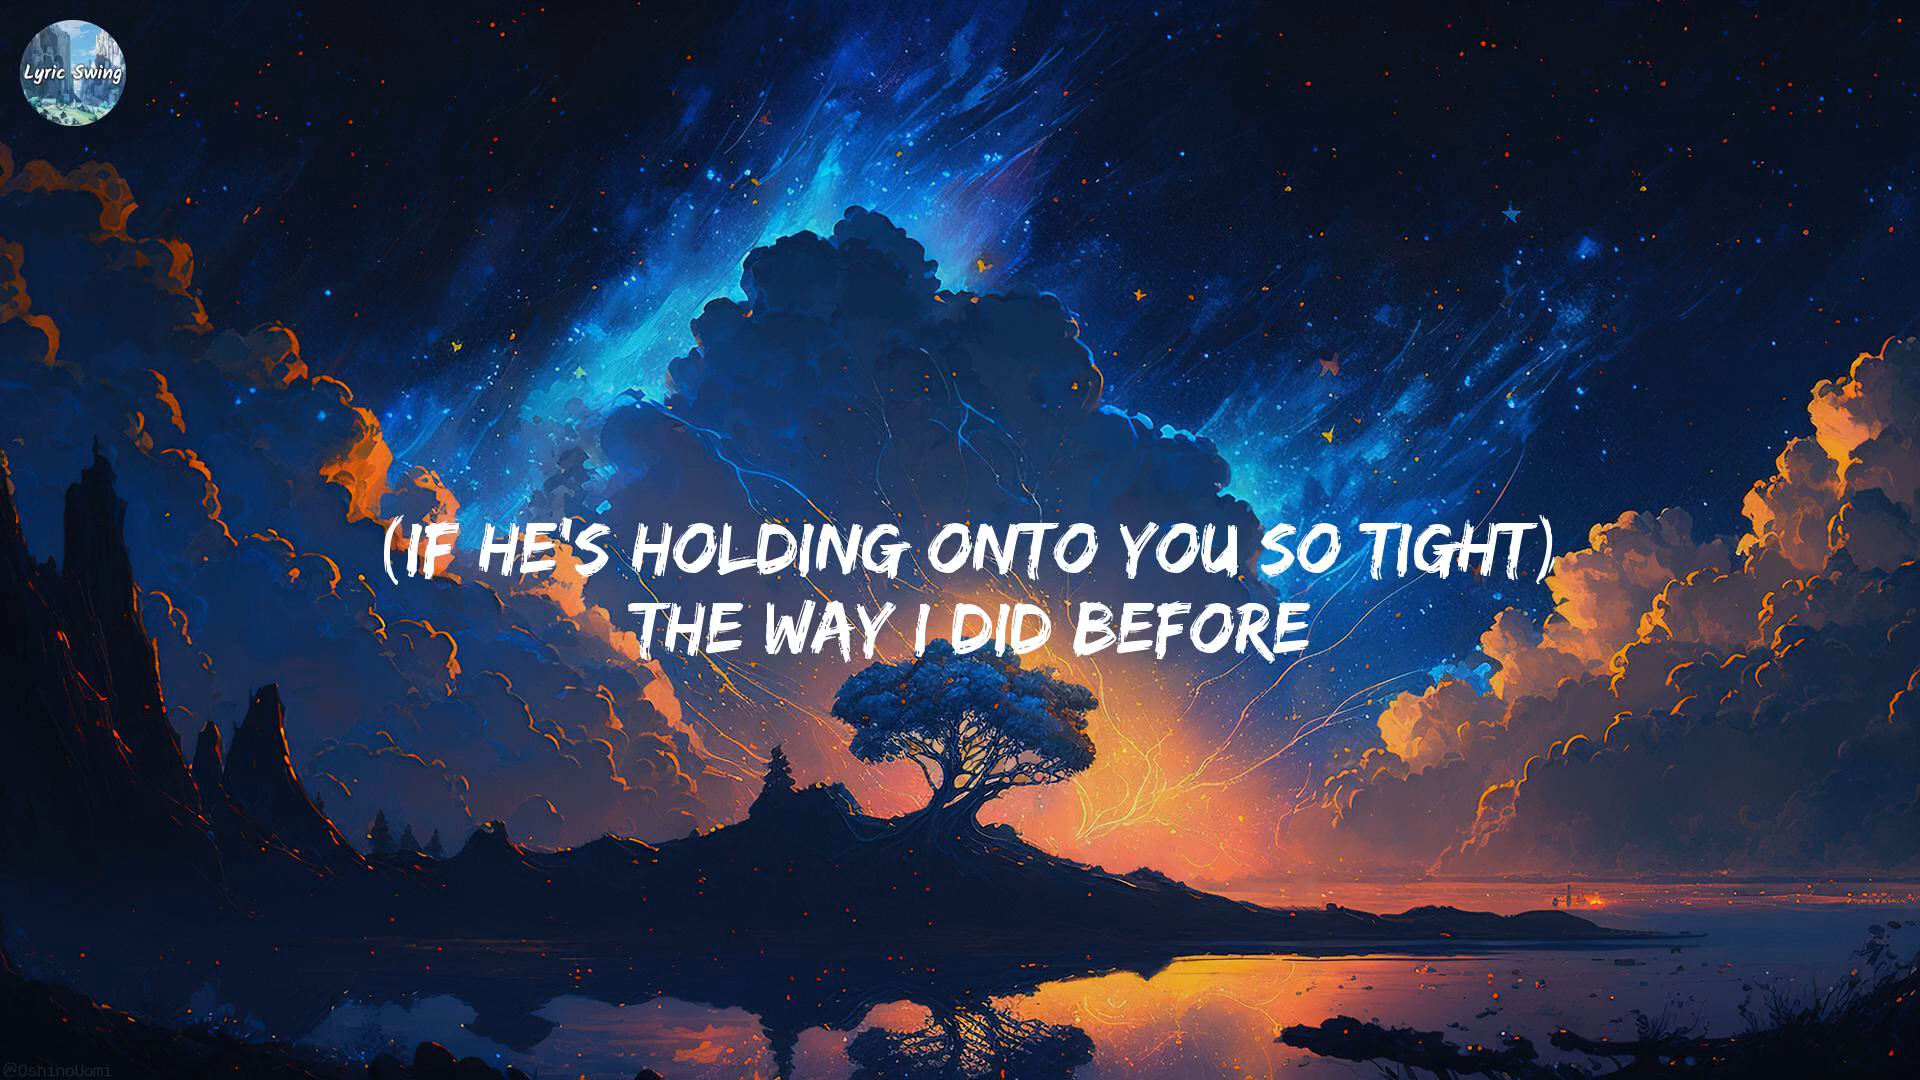 Lyric Swing
(IF HE'S HOLDING ONTO YOU SO TIGHT)
THE WAY I DID BEFORE
@OshinoUomi